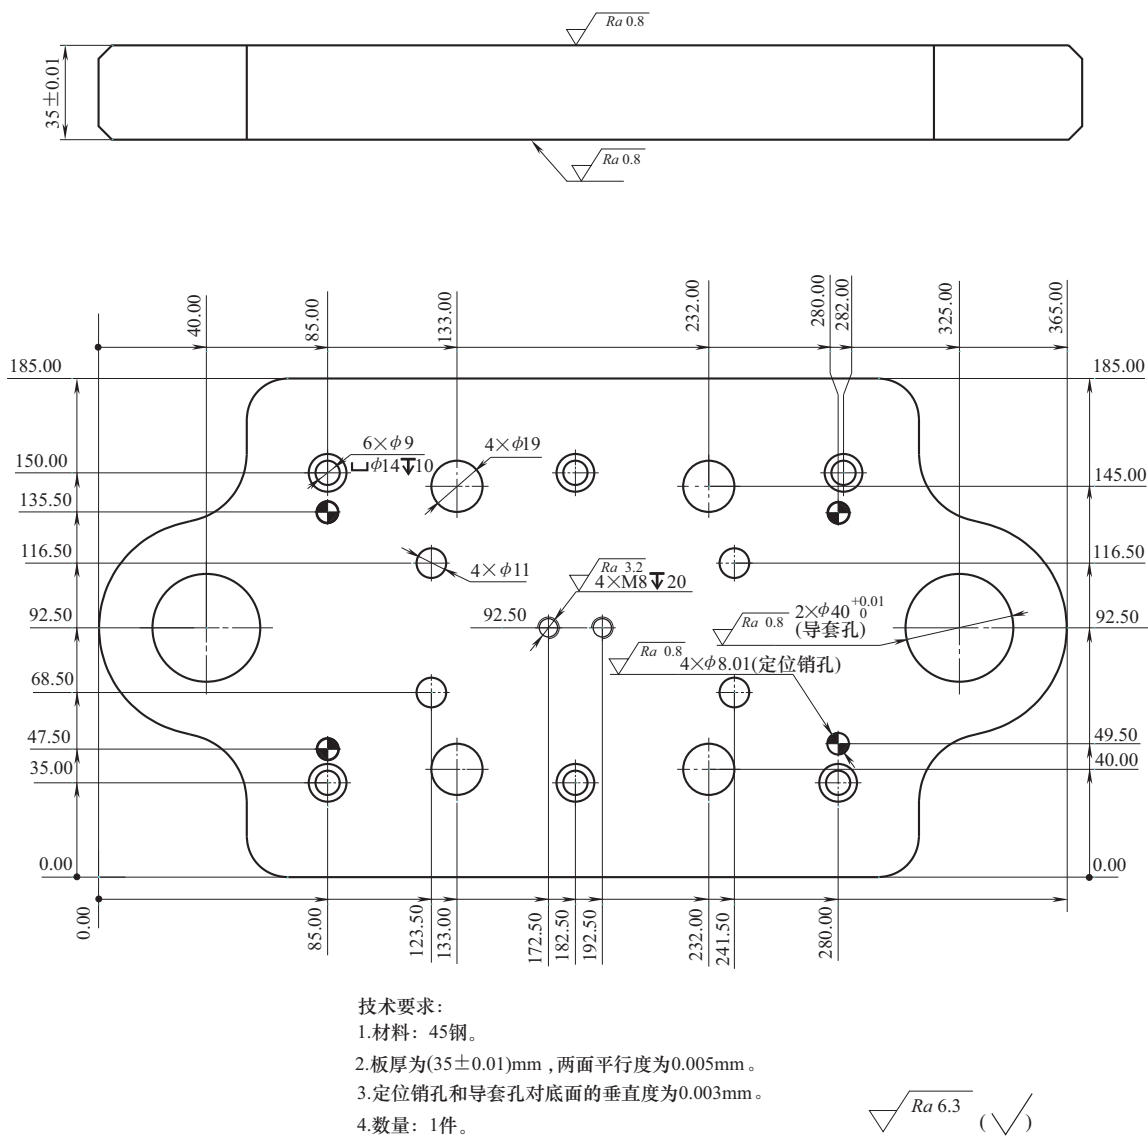 Ra 0.8
35±0.01
Ra 0.8
40.00
85.00
133.00
232.00
280.00
282.00
325.00
365.00
185.00
185.00
6×ϕ9
⌴ϕ14↧10
4×ϕ19
150.00
145.00
135.50
116.50
4×ϕ11
Ra 3.2
4×M8↧20
116.50
92.50
92.50
Ra 0.8
2×ϕ40 +0.01 0
(导套孔)
92.50
Ra 0.8
4×ϕ8.01(定位销孔)
68.50
47.50
49.50
35.00
40.00
0.00
0.00
0.00
85.00
123.50
133.00
172.50
182.50
192.50
232.00
241.50
280.00
技术要求：
1.材料：45钢。
2.板厚为(35±0.01)mm，两面平行度为0.005mm。
3.定位销孔和导套孔对底面的垂直度为0.003mm。
4.数量：1件。
Ra 6.3 (√)